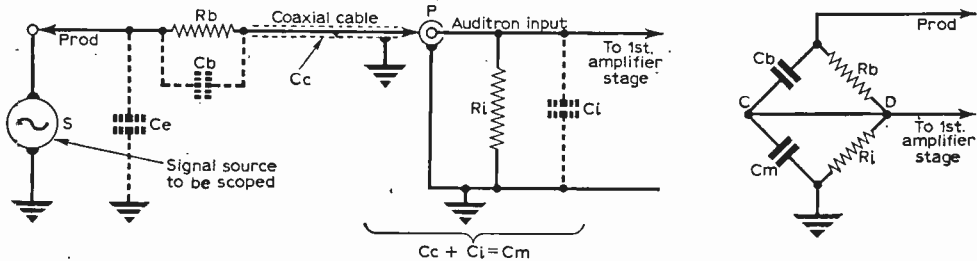 Rb
Coaxial cable
P
Auditron input
Prod
Cb
Cc
To 1st.
amplifier
stage
S
Ce
Ri
Ci
Signal source
to be scoped
Cc + Ci = Cm
Prod
Cb
Rb
C
D
To 1st.
amplifier
stage
Cm
Ri